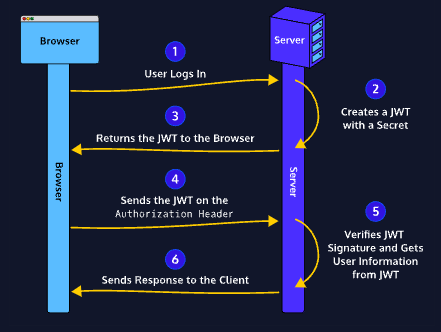 Browser
Server
1
User Logs In
2
Creates a JWT
with a Secret
3
Returns the JWT to the Browser
4
Sends the JWT on the
Authorization Header
5
Verifies JWT
Signature and Gets
User Information
from JWT
6
Sends Response to the Client
Browser
Server